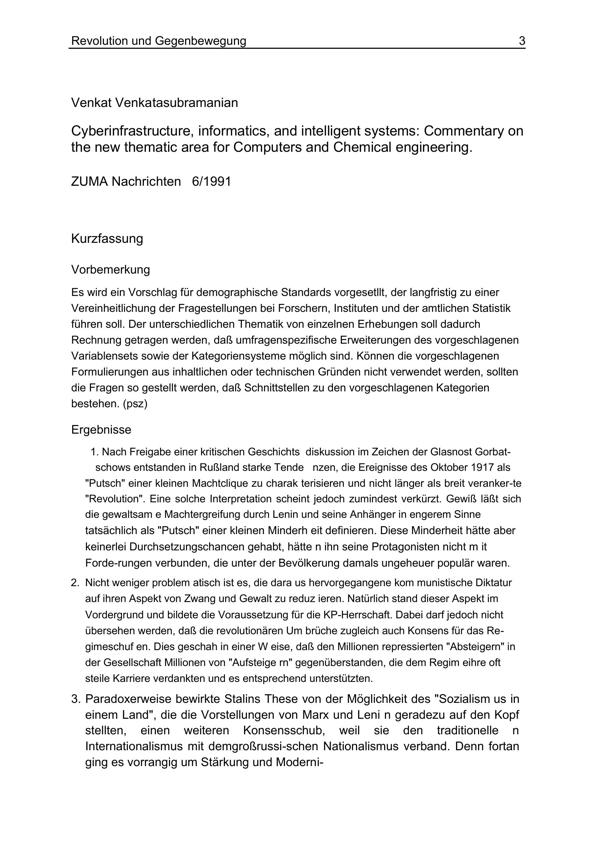 Revolution und Gegenbewegung 3
Venkat Venkatasubramanian
Cyberinfrastructure, informatics, and intelligent systems: Commentary on
the new thematic area for Computers and Chemical engineering.
ZUMA Nachrichten 6/1991
Kurzfassung
Vorbemerkung
Es wird ein Vorschlag für demographische Standards vorgesetllt, der langfristig zu einer
Vereinheitlichung der Fragestellungen bei Forschern, Instituten und der amtlichen Statistik
führen soll. Der unterschiedlichen Thematik von einzelnen Erhebungen soll dadurch
Rechnung getragen werden, daß umfragenspezifische Erweiterungen des vorgeschlagenen
Variablensets sowie der Kategoriensysteme möglich sind. Können die vorgeschlagenen
Formulierungen aus inhaltlichen oder technischen Gründen nicht verwendet werden, sollten
die Fragen so gestellt werden, daß Schnittstellen zu den vorgeschlagenen Kategorien
bestehen. (psz)
Ergebnisse
1. Nach Freigabe einer kritischen Geschichts diskussion im Zeichen der Glasnost Gorbat-
schows entstanden in Rußland starke Tende nzen, die Ereignisse des Oktober 1917 als
"Putsch" einer kleinen Machtclique zu charak terisieren und nicht länger als breit veranker-te
"Revolution". Eine solche Interpretation scheint jedoch zumindest verkürzt. Gewiß läßt sich
die gewaltsam e Machtergreifung durch Lenin und seine Anhänger in engerem Sinne
tatsächlich als "Putsch" einer kleinen Minderh eit definieren. Diese Minderheit hätte aber
keinerlei Durchsetzungschancen gehabt, hätte n ihn seine Protagonisten nicht m it
Forde-rungen verbunden, die unter der Bevölkerung damals ungeheuer populär waren.
2. Nicht weniger problem atisch ist es, die dara us hervorgegangene kom munistische Diktatur
auf ihren Aspekt von Zwang und Gewalt zu reduz ieren. Natürlich stand dieser Aspekt im
Vordergrund und bildete die Voraussetzung für die KP-Herrschaft. Dabei darf jedoch nicht
übersehen werden, daß die revolutionären Um brüche zugleich auch Konsens für das Re-
gimeschuf en. Dies geschah in einer W eise, daß den Millionen repressierten "Absteigern" in
der Gesellschaft Millionen von "Aufsteige rn" gegenüberstanden, die dem Regim eihre oft
steile Karriere verdankten und es entsprechend unterstützten.
3. Paradoxerweise bewirkte Stalins These von der Möglichkeit des "Sozialism us in
einem Land", die die Vorstellungen von Marx und Leni n geradezu auf den Kopf
stellten, einen weiteren Konsensschub, weil sie den traditionelle n
Internationalismus mit demgroßrussi-schen Nationalismus verband. Denn fortan
ging es vorrangig um Stärkung und Moderni-